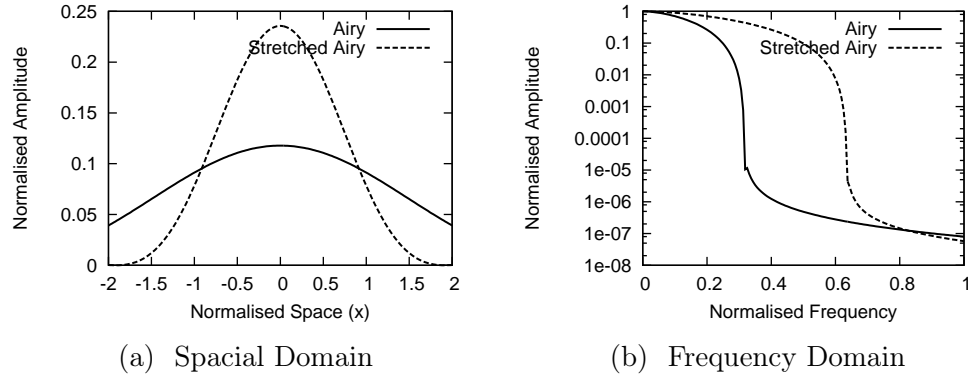 Normalised Amplitude
0.25
0.2
0.15
0.1
0.05
0
-2
-1.5
-1
-0.5
0
0.5
1
1.5
2
Normalised Space (x)
Airy
Stretched Airy
(a) Spacial Domain
Normalised Amplitude
1
0.1
0.01
0.001
0.0001
1e-05
1e-06
1e-07
1e-08
0
0.2
0.4
0.6
0.8
1
Normalised Frequency
Airy
Stretched Airy
(b) Frequency Domain